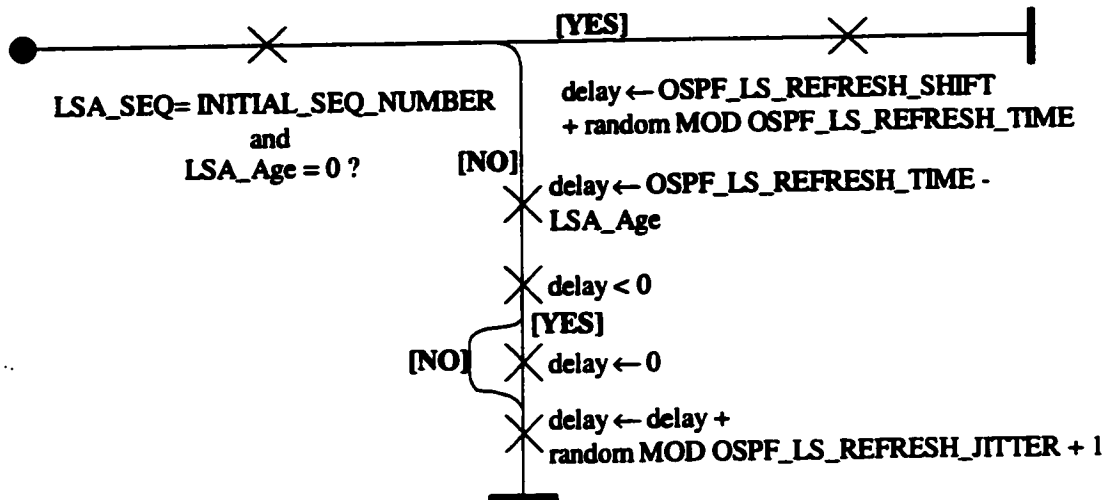 [YES]
LSA_SEQ= INITIAL_SEQ_NUMBER
and
LSA_Age = 0 ?
delay ← OSPF_LS_REFRESH_SHIFT
+ random MOD OSPF_LS_REFRESH_TIME
[NO]
delay ← OSPF_LS_REFRESH_TIME -
LSA_Age
delay < 0
[YES]
[NO]
delay ← 0
delay ← delay +
random MOD OSPF_LS_REFRESH_JITTER + 1